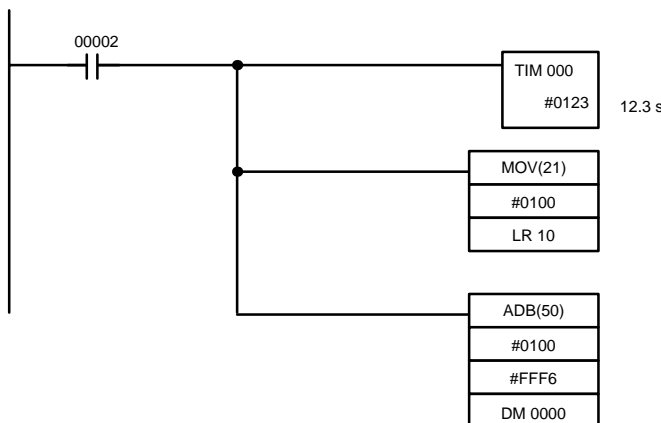 00002
TIM 000
#0123
12.3 s
MOV(21)
#0100
LR 10
ADB(50)
#0100
#FFF6
DM 0000